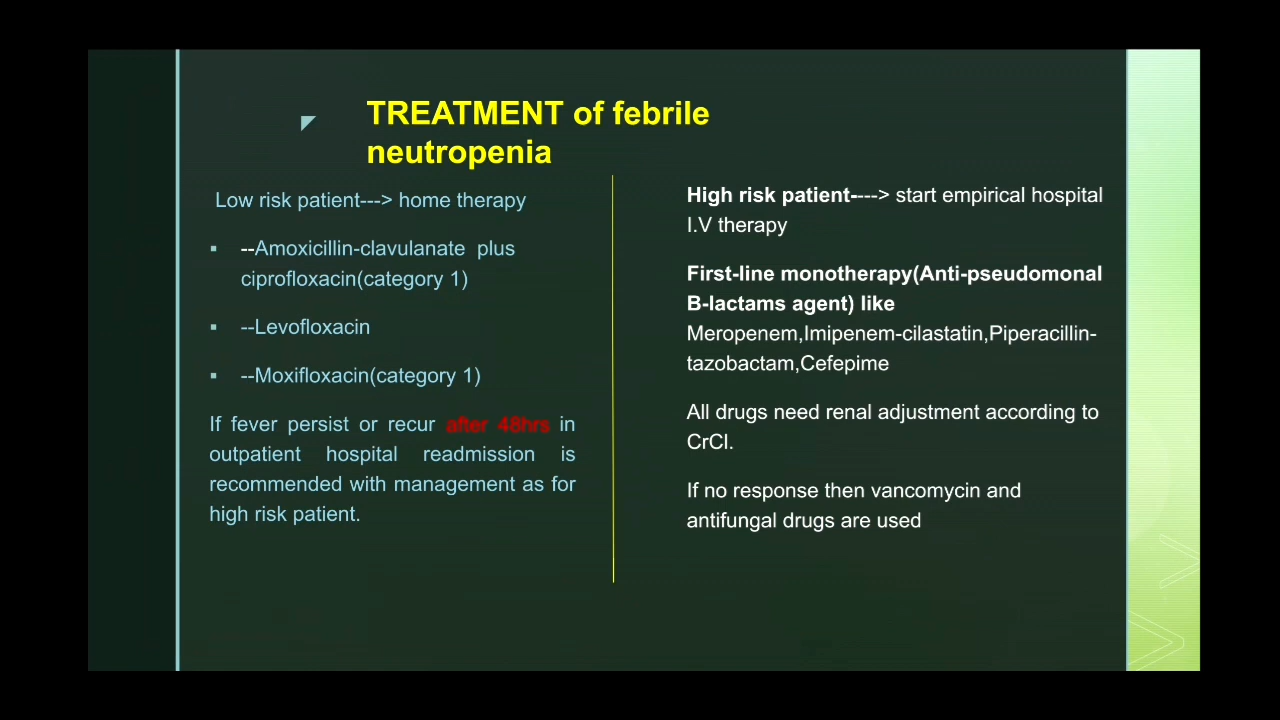 TREATMENT of febrile
neutropenia
Low risk patient---> home therapy
▪ --Amoxicillin-clavulanate plus
ciprofloxacin(category 1)
▪ --Levofloxacin
▪ --Moxifloxacin(category 1)
If fever persist or recur after 48hrs in
outpatient hospital readmission is
recommended with management as for
high risk patient.
High risk patient----> start empirical hospital
I.V therapy
First-line monotherapy(Anti-pseudomonal
B-lactams agent) like
Meropenem,Imipenem-cilastatin,Piperacillin-
tazobactam,Cefepime
All drugs need renal adjustment according to
CrCl.
If no response then vancomycin and
antifungal drugs are used